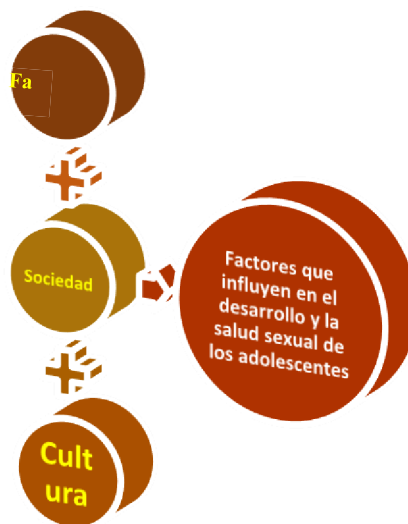 Fa
Sociedad
Cult
ura
Factores que
influyen en el
desarrollo y la
salud sexual de
los adolescentes